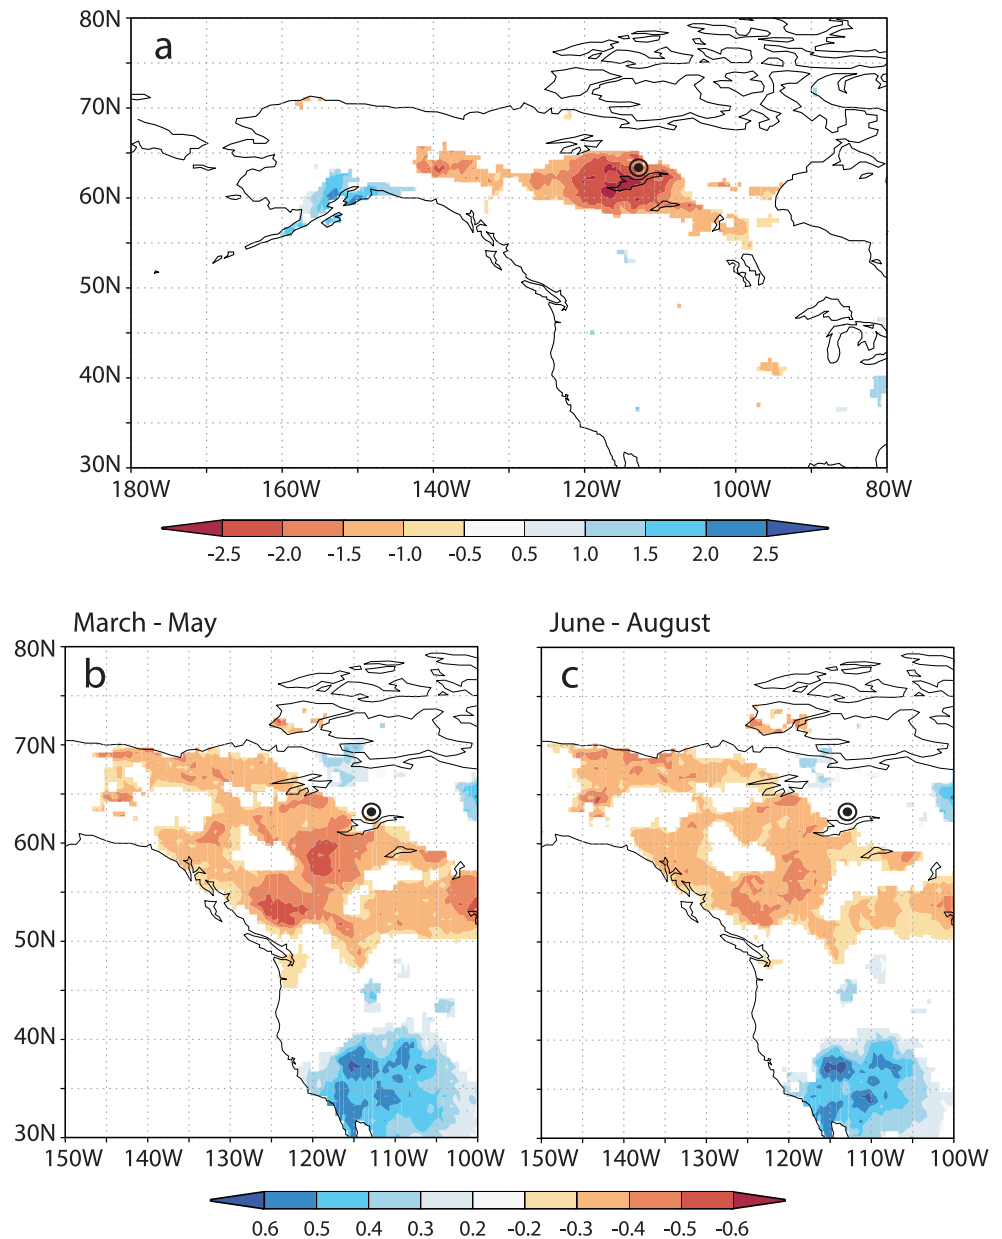 80N
a
70N
60N
50N
40N
30N
180W 160W 140W 120W 100W 80W
-2.5 -2.0 -1.5 -1.0 -0.5 0.5 1.0 1.5 2.0 2.5
March - May June - August
80N
b c
70N
60N
50N
40N
30N
150W 140W 130W 120W 110W 100W 150W 140W 130W 120W 110W 100W
0.6 0.5 0.4 0.3 0.2 -0.2 -0.3 -0.4 -0.5 -0.6